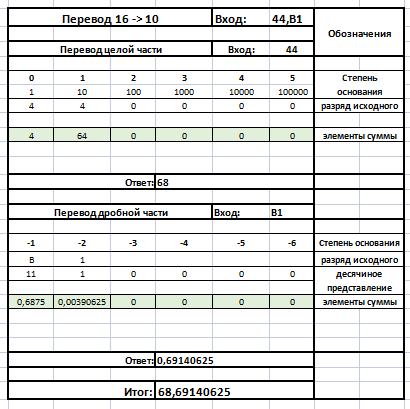 Перевод 16 -> 10 Вход: 44,B1 Обозначения
Перевод целой части Вход: 44
0 1 2 3 4 5 Степень
1 10 100 1000 10000 100000 основания
4 4 0 0 0 0 разряд исходного
4 64 0 0 0 0 элементы суммы
Ответ: 68
Перевод дробной части Вход: B1
-1 -2 -3 -4 -5 -6 Степень основания
B 1 разряд исходного
11 1 0 0 0 0 десячиное
представление
0,6875 0,00390625 0 0 0 0 элементы суммы
Ответ: 0,69140625
Итог: 68,69140625